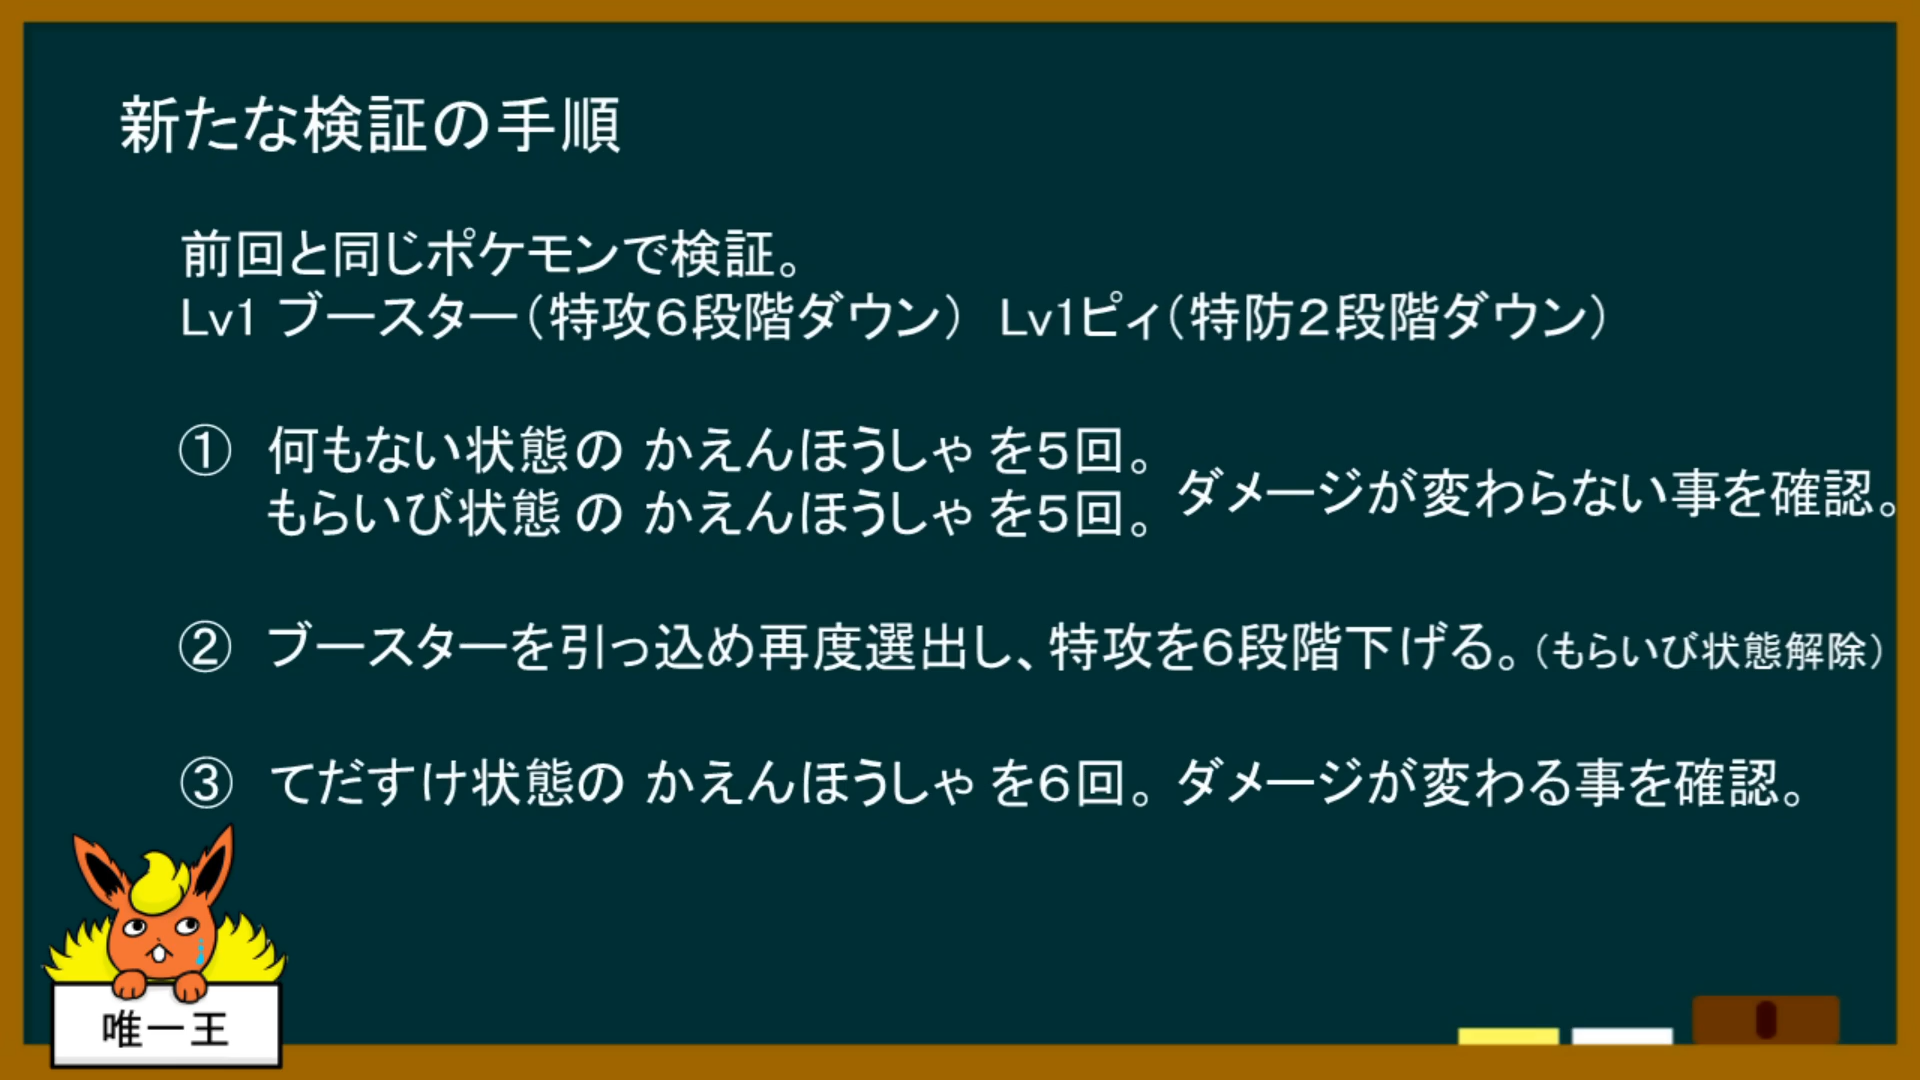 新たな検証の手順
前回と同じポケモンで検証。
Lv1 ブースター（特攻６段階ダウン）　Lv1ピィ（特防２段階ダウン）
①　何もない状態の かえんほうしゃ を５回。
もらいび状態 の かえんほうしゃ を５回。
ダメージが変わらない事を確認。
②　ブースターを引っ込め再度選出し、特攻を６段階下げる。（もらいび状態解除）
③　てだすけ状態の かえんほうしゃ を６回。ダメージが変わる事を確認。
唯一王